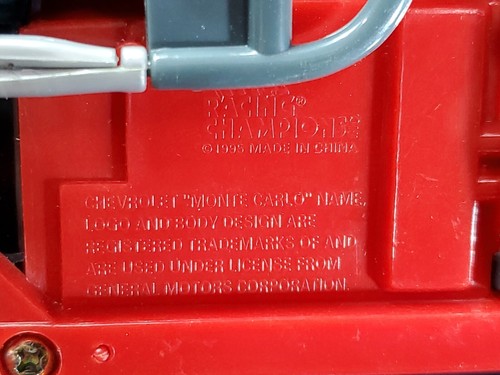 RACING®
CHAMPIONS
©1995 MADE IN CHINA
CHEVROLET "MONTE CARLO" NAME,
LOGO AND BODY DESIGN ARE
REGISTERED TRADEMARKS OF AND
ARE USED UNDER LICENSE FROM
GENERAL MOTORS CORPORATION.